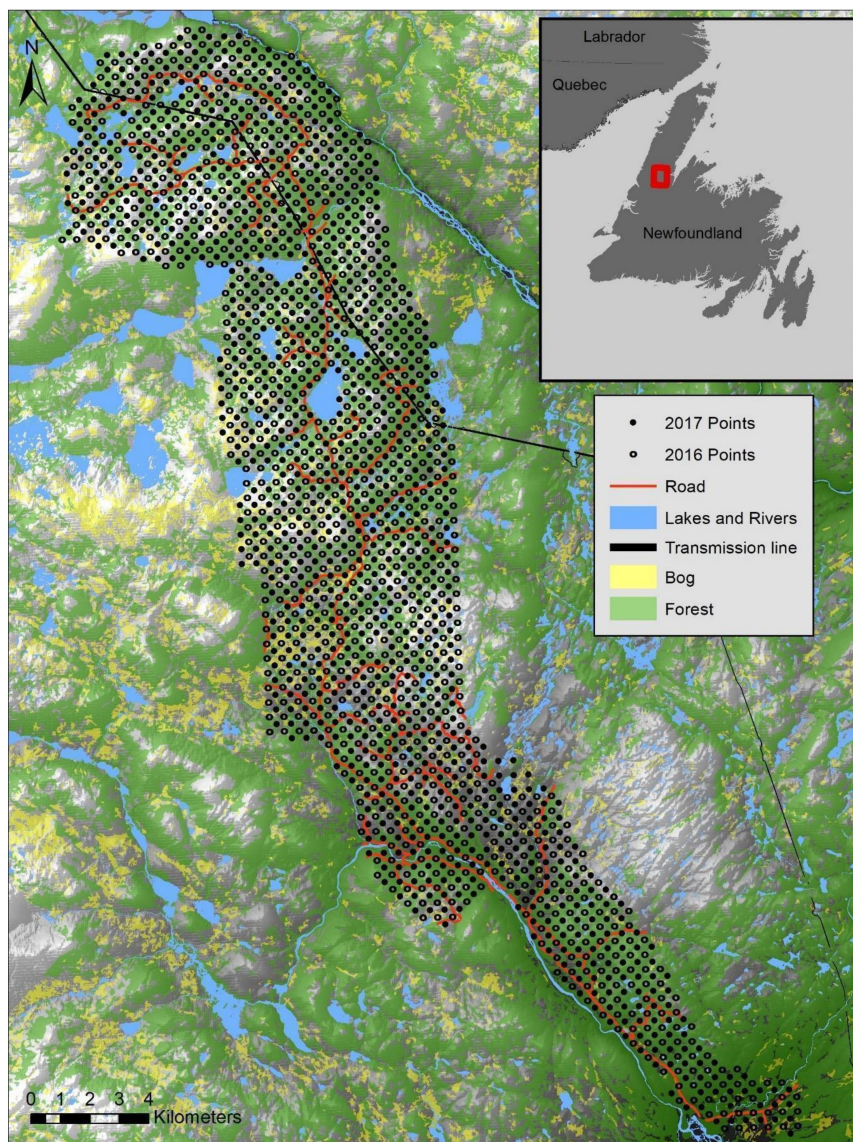 N
Labrador
Quebec
Newfoundland
2017 Points
2016 Points
Road
Lakes and Rivers
Transmission line
Bog
Forest
0 1 2 3 4
Kilometers